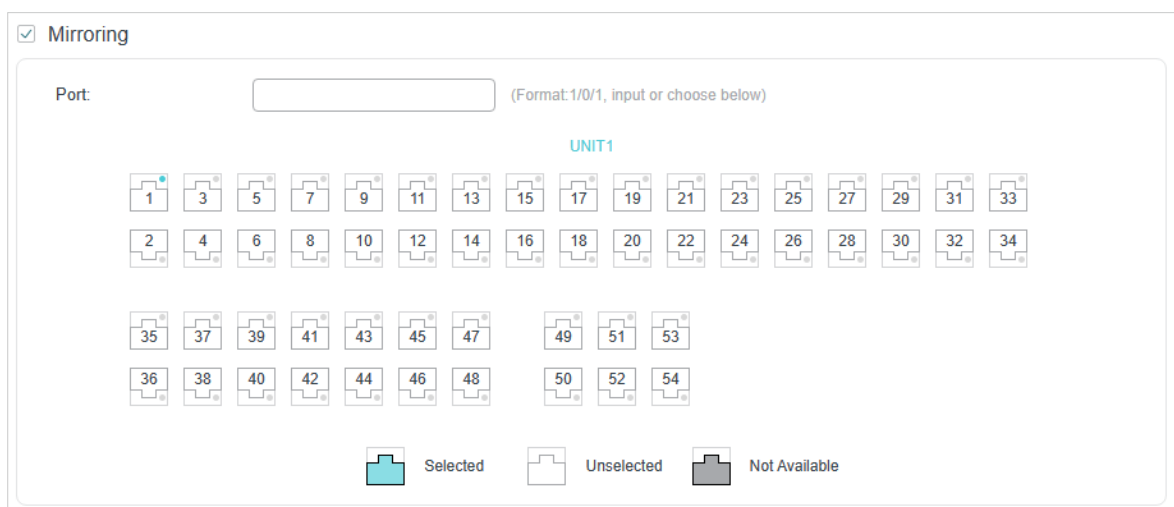 Mirroring
Port: (Format:1/0/1, input or choose below)
UNIT1
1 3 5 7 9 11 13 15 17 19 21 23 25 27 29 31 33
2 4 6 8 10 12 14 16 18 20 22 24 26 28 30 32 34
35 37 39 41 43 45 47 49 51 53
36 38 40 42 44 46 48 50 52 54
Selected Unselected Not Available